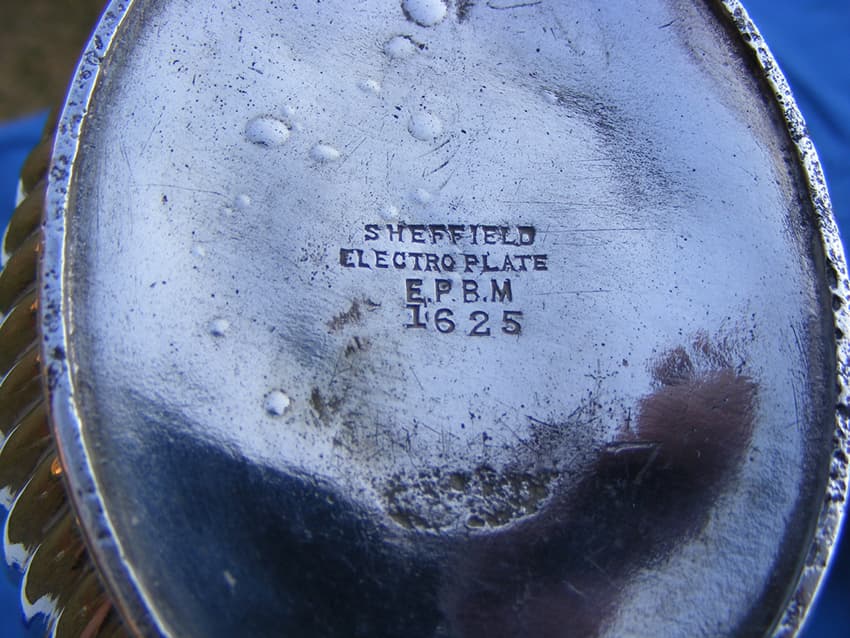 SHEFFIELD
ELECTRO PLATE
E.P.B.M
1625